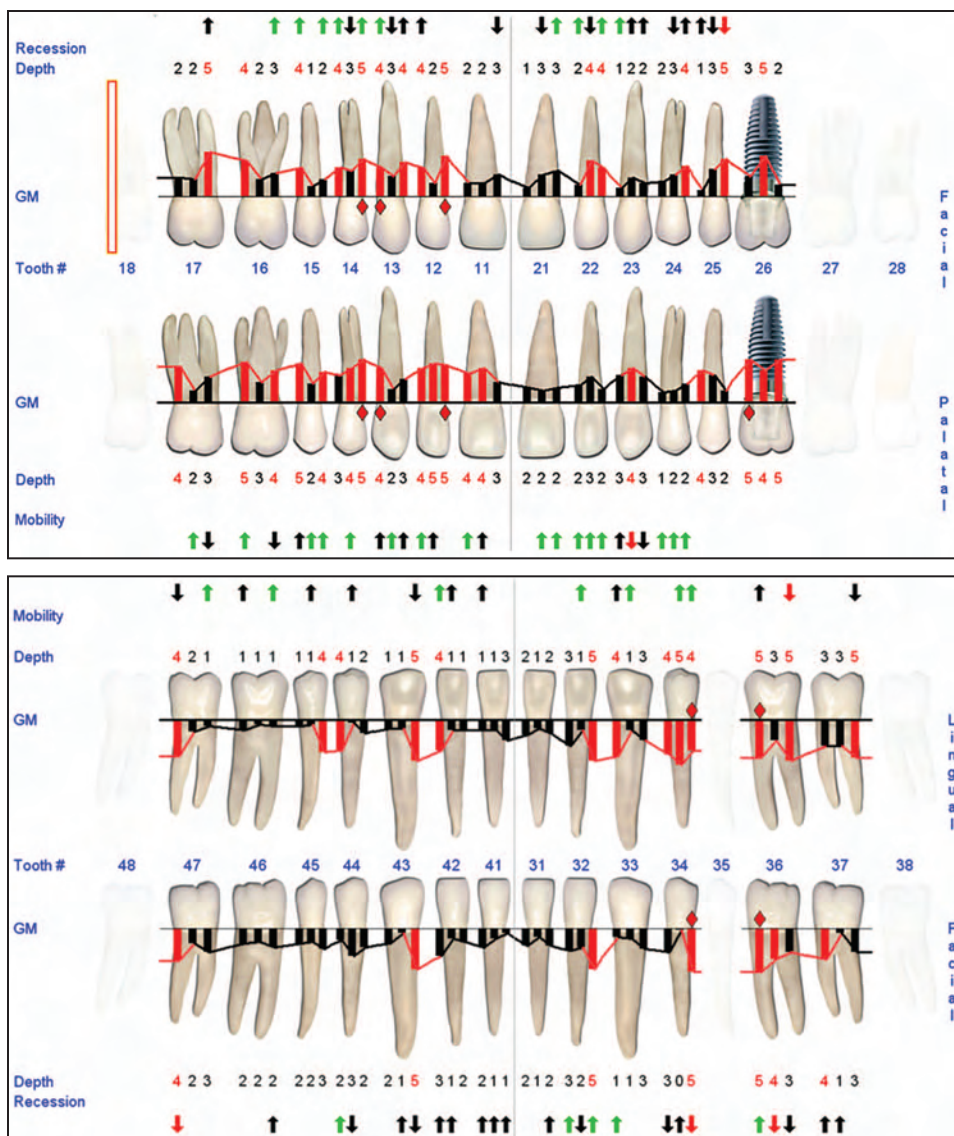 Recession
Depth 2 2 5 4 2 3 4 1 2 4 3 5 4 3 4 4 2 5 2 2 3 1 3 3 2 4 4 1 2 2 2 3 4 1 3 5 3 5 2
GM
Facial
Tooth # 18 17 16 15 14 13 12 11 21 22 23 24 25 26 27 28
GM
Palatal
Depth 4 2 3 5 3 4 5 2 4 3 4 5 4 2 3 4 5 5 4 4 3 2 2 2 2 3 2 3 4 3 1 2 2 4 3 2 5 4 5
Mobility
Mobility
Depth 4 2 1 1 1 1 1 1 4 4 1 2 1 1 5 4 1 1 1 1 3 2 1 2 3 1 5 4 1 3 4 5 4 5 3 5 3 3 5
GM
Lingual
Tooth # 48 47 46 45 44 43 42 41 31 32 33 34 35 36 37 38
GM
Facial
Depth 4 2 3 2 2 2 2 2 3 2 3 2 2 1 5 3 1 2 2 1 1 2 1 2 3 2 5 1 1 3 3 0 5 5 4 3 4 1 3
Recession